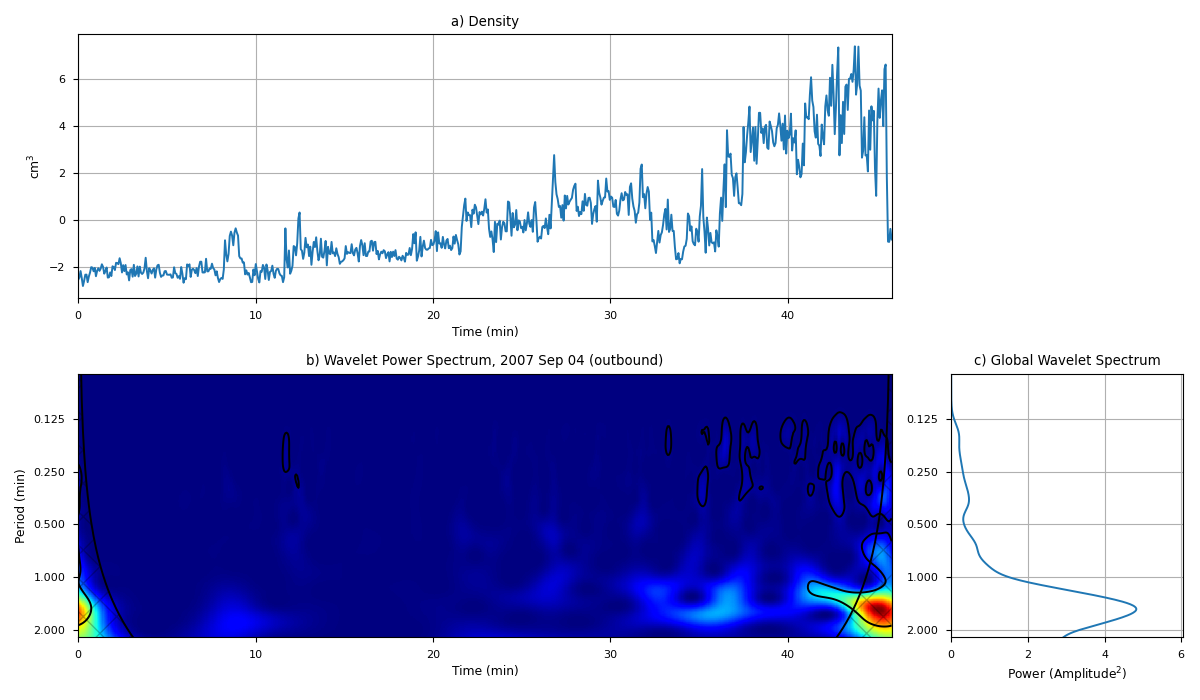 a) Density
cm³
6
4
2
0
−2
0 10 20 30 40
Time (min)
b) Wavelet Power Spectrum, 2007 Sep 04 (outbound)
Period (min)
0.125
0.250
0.500
1.000
2.000
0 10 20 30 40
Time (min)
c) Global Wavelet Spectrum
0.125
0.250
0.500
1.000
2.000
0 2 4 6
Power (Amplitude²)